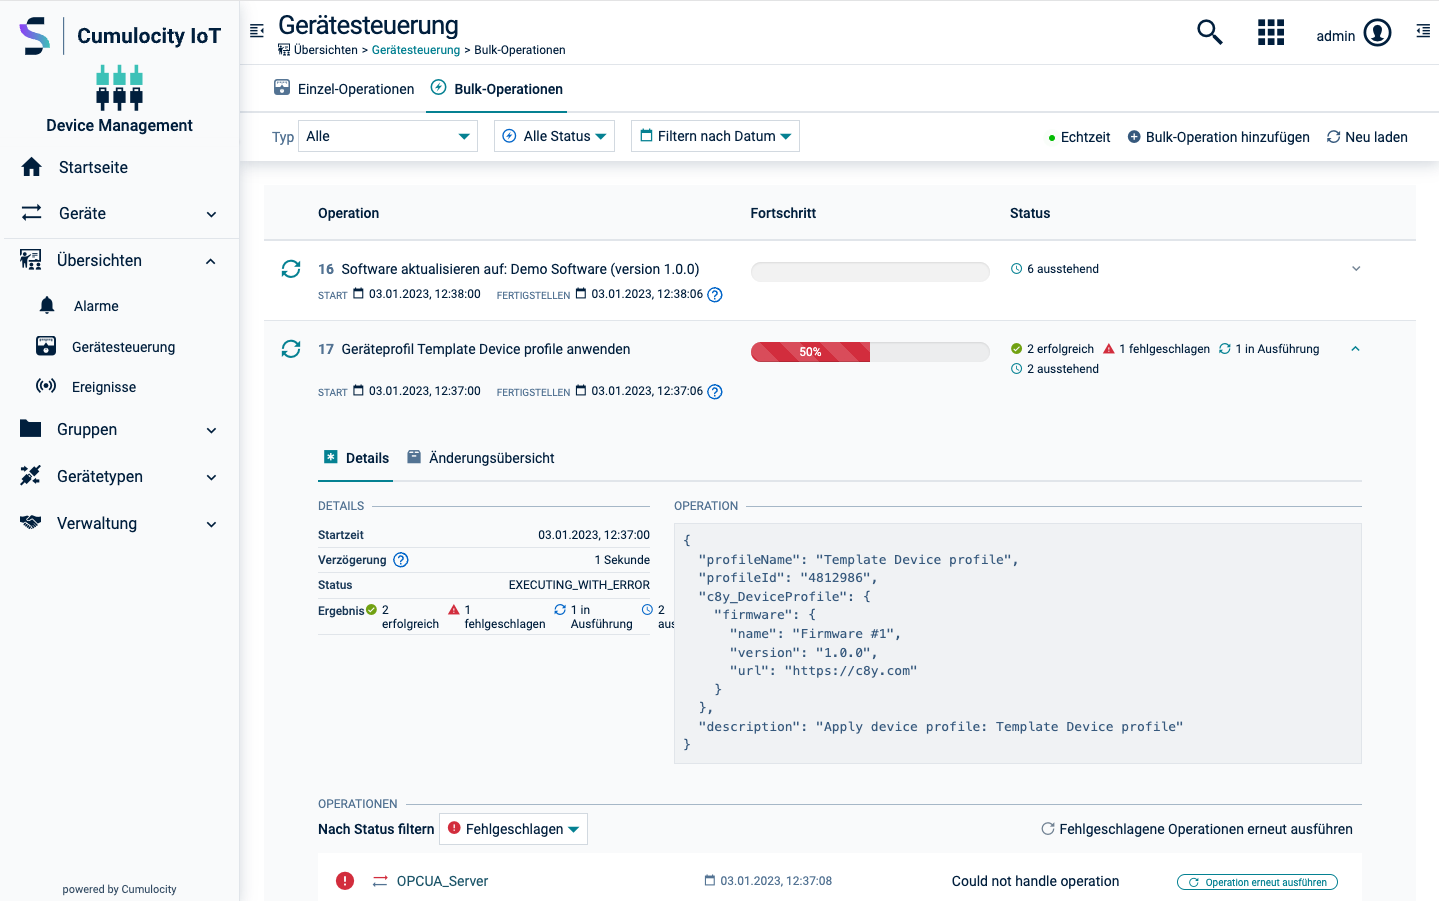 Cumulocity IoT
Device Management
Startseite
Geräte
Übersichten
Alarme
Gerätesteuerung
Ereignisse
Gruppen
Gerätetypen
Verwaltung
powered by Cumulocity
Gerätesteuerung
Übersichten > Gerätesteuerung > Bulk-Operationen
admin
Einzel-Operationen Bulk-Operationen
Typ Alle Alle Status Filtern nach Datum Echtzeit Bulk-Operation hinzufügen Neu laden
Operation Fortschritt Status
16 Software aktualisieren auf: Demo Software (version 1.0.0) 6 ausstehend
START 03.01.2023, 12:38:00 FERTIGSTELLEN 03.01.2023, 12:38:06
17 Geräteprofil Template Device profile anwenden 50% 2 erfolgreich 1 fehlgeschlagen 1 in Ausführung
2 ausstehend
START 03.01.2023, 12:37:00 FERTIGSTELLEN 03.01.2023, 12:37:06
Details Änderungsübersicht
DETAILS
Startzeit 03.01.2023, 12:37:00
Verzögerung 1 Sekunde
Status EXECUTING_WITH_ERROR
Ergebnis 2 1 1 in 2
erfolgreich fehlgeschlagen Ausführung aus
OPERATION
{
"profileName": "Template Device profile",
"profileId": "4812986",
"c8y_DeviceProfile": {
"firmware": {
"name": "Firmware #1",
"version": "1.0.0",
"url": "https://c8y.com"
}
},
"description": "Apply device profile: Template Device profile"
}
OPERATIONEN
Nach Status filtern Fehlgeschlagen Fehlgeschlagene Operationen erneut ausführen
OPCUA_Server 03.01.2023, 12:37:08 Could not handle operation Operation erneut ausführen